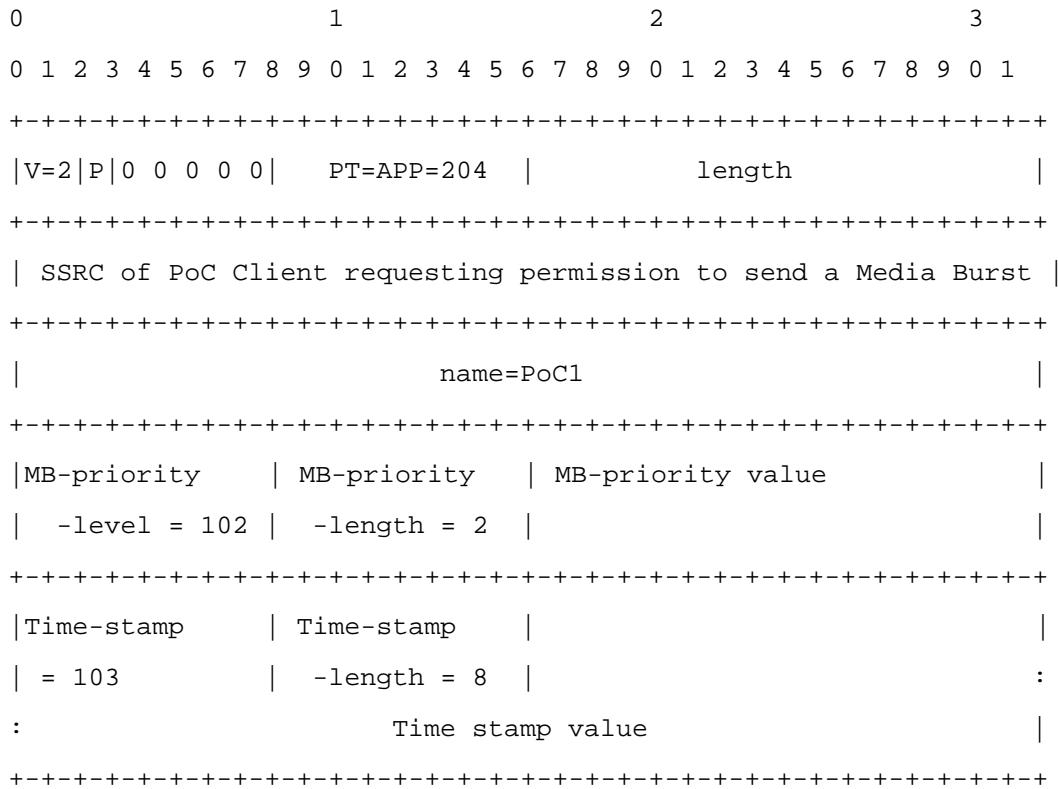 0                   1                   2                   3
0 1 2 3 4 5 6 7 8 9 0 1 2 3 4 5 6 7 8 9 0 1 2 3 4 5 6 7 8 9 0 1
+-+-+-+-+-+-+-+-+-+-+-+-+-+-+-+-+-+-+-+-+-+-+-+-+-+-+-+-+-+-+-+-+
|V=2|P|0 0 0 0 0|   PT=APP=204  |          length               |
+-+-+-+-+-+-+-+-+-+-+-+-+-+-+-+-+-+-+-+-+-+-+-+-+-+-+-+-+-+-+-+-+
| SSRC of PoC Client requesting permission to send a Media Burst |
+-+-+-+-+-+-+-+-+-+-+-+-+-+-+-+-+-+-+-+-+-+-+-+-+-+-+-+-+-+-+-+-+
|                          name=PoC1                            |
+-+-+-+-+-+-+-+-+-+-+-+-+-+-+-+-+-+-+-+-+-+-+-+-+-+-+-+-+-+-+-+-+
|MB-priority    | MB-priority   | MB-priority value             |
|  -level = 102 |  -length = 2  |                               |
+-+-+-+-+-+-+-+-+-+-+-+-+-+-+-+-+-+-+-+-+-+-+-+-+-+-+-+-+-+-+-+-+
|Time-stamp     | Time-stamp    |                               |
| = 103         |  -length = 8  |                               :
:                       Time stamp value                        |
+-+-+-+-+-+-+-+-+-+-+-+-+-+-+-+-+-+-+-+-+-+-+-+-+-+-+-+-+-+-+-+-+